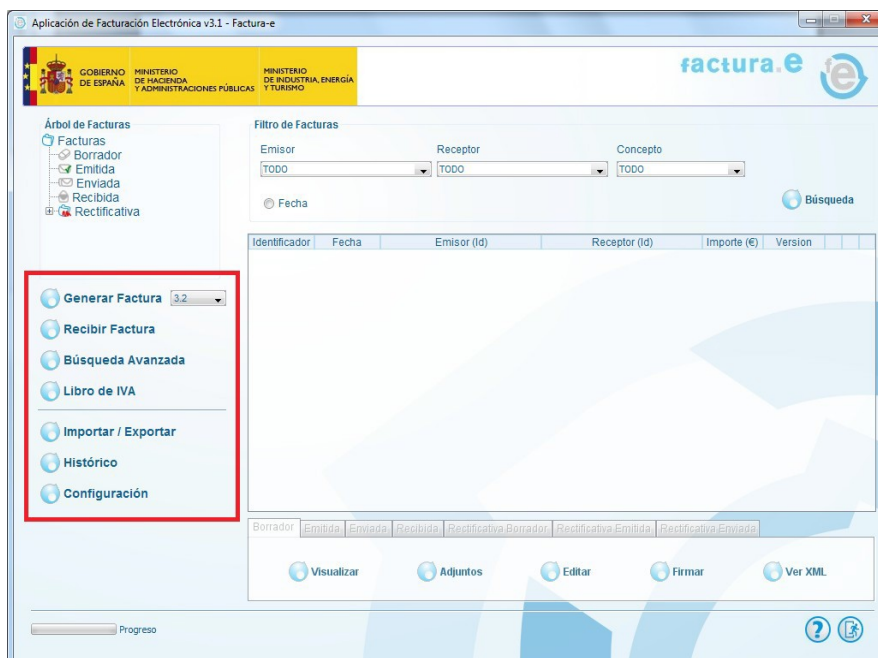 Aplicación de Facturación Electrónica v3.1 - Factura-e
GOBIERNO DE ESPAÑA
MINISTERIO DE HACIENDA Y ADMINISTRACIONES PÚBLICAS
MINISTERIO DE INDUSTRIA, ENERGÍA Y TURISMO
factura.e
Árbol de Facturas
Facturas
Borrador
Emitida
Enviada
Recibida
Rectificativa
Filtro de Facturas
Emisor Receptor Concepto
TODO TODO TODO
Fecha
Búsqueda
Identificador Fecha Emisor (Id) Receptor (Id) Importe (€) Version
Generar Factura 3.2
Recibir Factura
Búsqueda Avanzada
Libro de IVA
Importar / Exportar
Histórico
Configuración
Borrador Emitida Enviada Recibida Rectificativa Borrador Rectificativa Emitida Rectificativa Enviada
Visualizar Adjuntos Editar Firmar Ver XML
Progreso